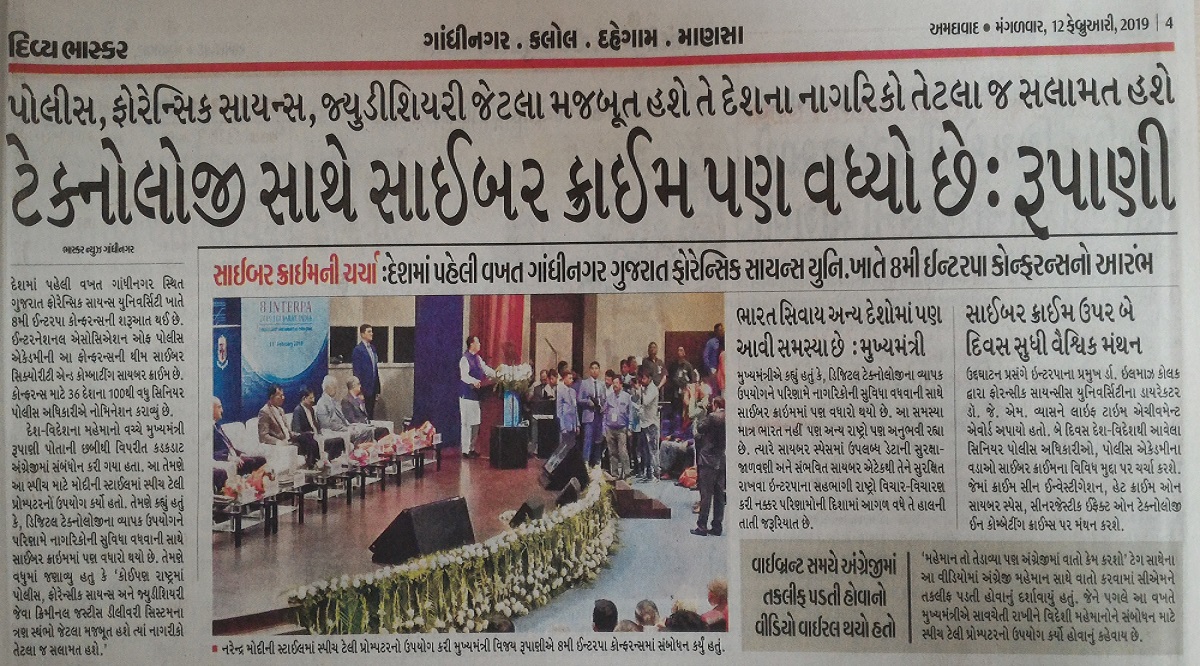 દિવ્ય ભાસ્કર
ગાંધીનગર . કલોલ . દહેગામ . માણસા
અમદાવાદ • મંગળવાર, 12 ફેબ્રુઆરી, 2019 | 4
પોલીસ, ફોરેન્સિક સાયન્સ, જ્યુડીશિયરી જેટલા મજબૂત હશે તે દેશના નાગરિકો તેટલા જ સલામત હશે
ટેક્નોલોજી સાથે સાઈબર ક્રાઈમ પણ વધ્યો છે : રૂપાણી
ભાસ્કર ન્યૂઝ ગાંધીનગર
દેશમાં પહેલી વખત ગાંધીનગર સ્થિત
ગુજરાત ફોરેન્સિક સાયન્સ યુનિવર્સિટી ખાતે
8મી ઈન્ટરપા કોન્ફરન્સની શરૂઆત થઈ છે.
ઈન્ટરનેશનલ એસોસિએશન ઓફ પોલીસ
એકેડમીની આ કોન્ફરન્સની થીમ સાઈબર
સિક્યોરીટી એન્ડ કોમ્બાર્ટીંગ સાયબર ક્રાઈમ છે.
કોન્ફરન્સ માટે 36 દેશના 100થી વધુ સિનિયર
પોલીસ અધિકારીએ નોમિનેશન કરાવ્યું છે.
દેશ-વિદેશના મહેમાનો વચ્ચે મુખ્યમંત્રી
રૂપાણી પોતાની છબીથી વિપરીત કડકડાટ
અંગ્રેજીમાં સંબોધન કરી ગયા હતા. આ તેમણે
આ સ્પીચ માટે મોદીની સ્ટાઈલમાં સ્પીચ ટેલી
પ્રોમ્પટરનો ઉપયોગ કર્યો હતો. તેમણે કહ્યું હતું
કે, ડિજિટલ ટેક્નોલોજીના વ્યાપક ઉપયોગને
પરિણામે નાગરિકોની સુવિધા વધવાની સાથે
સાઈબર ક્રાઈમમાં પણ વધારો થયો છે. તેમણે
વધુમાં જણાવ્યું હતુ કે 'કોઈપણ રાષ્ટ્રમાં
પોલીસ, ફોરેન્સીક સાયન્સ અને જ્યુડીશિયરી
જેવા ક્રિમીનલ જસ્ટીસ ડીલીવરી સિસ્ટમના
ત્રણ સ્થંભો જેટલા મજબૂત હશે ત્યાં નાગરીકો
તેટલા જ સલામત હશે.'
સાઈબર ક્રાઈમની ચર્ચા :દેશમાં પહેલી વખત ગાંધીનગર ગુજરાત ફોરેન્સિક સાયન્સ યુનિ.ખાતે 8મી ઈન્ટરપા કોન્ફરન્સનો આરંભ
8 INTERPA
નરેન્દ્ર મોદીની સ્ટાઈલમાં સ્પીચ ટેલી પ્રોમ્પટરનો ઉપયોગ કરી મુખ્યમંત્રી વિજય રૂપાણીએ 8મી ઈન્ટરપા કોન્ફરન્સમાં સંબોધન કર્યું હતું.
ભારત સિવાય અન્ય દેશોમાં પણ
આવી સમસ્યા છે : મુખ્યમંત્રી
મુખ્યમંત્રીએ કહ્યું હતું કે, ડિજિટલ ટેક્નોલોજીના વ્યાપક
ઉપયોગને પરિણામે નાગરીકોની સુવિધા વધવાની સાથે
સાઈબર ક્રાઈમમાં પણ વધારો થયો છે. આ સમસ્યા
માત્ર ભારત નહીં પણ અન્ય રાષ્ટ્રો પણ અનુભવી રહ્યા
છે. ત્યારે સાયબર સ્પેસમાં ઉપલબ્ધ ડેટાની સુરક્ષા-
જાળવણી અને સંભવિત સાયબર એટેકથી તેને સુરક્ષિત
રાખવા ઈન્ટરપાના સહભાગી રાષ્ટ્રો વિચાર-વિચારણ
કરી નક્કર પરિણામોની દિશામાં આગળ વધે તે હાલની
તાતી જરૂરિયાત છે.
સાઈબર ક્રાઈમ ઉપર બે
દિવસ સુધી વૈશ્વિક મંથન
ઉદઘાટન પ્રસંગે ઈન્ટરપાના પ્રમુખ ડૉ. ઇલમાઝ કોલક
દ્વારા ફોરન્સીક સાયન્સીસ યુનિવર્સિટીના ડાયરેક્ટર
ડૉ. જે. એમ. વ્યાસને લાઈફ ટાઈમ એચીવમેન્ટ
એવોર્ડ અપાયો હતો. બે દિવસ દેશ-વિદેશથી આવેલા
સિનિયર પોલીસ અધિકારીઓ, પોલીસ એકેડમીના
વડાઓ સાઈબર ક્રાઈમના વિવિધ મુદ્દા પર ચર્ચા કરશે.
જેમાં ક્રાઈમ સીન ઈન્વેસ્ટીગેશન, હેટ ક્રાઈમ ઓન
સાયબર સ્પેસ, સીનરજેસ્ટીક ઈફેક્ટ ઓન ટેક્નોલોજી
ઈન કોમ્બેર્ટીંગ ક્રાઈમ્સ પર મંથન કરશે.
વાઈબ્રન્ટ સમયે અંગ્રેજીમાં
તકલીફ પડતી હોવાનો
વીડિયો વાઈરલ થયો હતો
'મહેમાન તો તેડાવ્યા પણ અંગ્રેજીમાં વાતો કેમ કરશો' ટેગ સાથેના
આ વીડિયોમાં અંગ્રેજી મહેમાન સાથે વાતો કરવામાં સીએમને
તકલીફ પડતી હોવાનું દર્શાવાયું હતું. જેને પગલે આ વખતે
મુખ્યમંત્રીએ સાવચેતી રાખીને વિદેશી મહેમાનોને સંબોધન માટે
સ્પીચ ટેલી પ્રોમ્પ્ટરનો ઉપયોગ કર્યો હોવાનું કહેવાય છે.